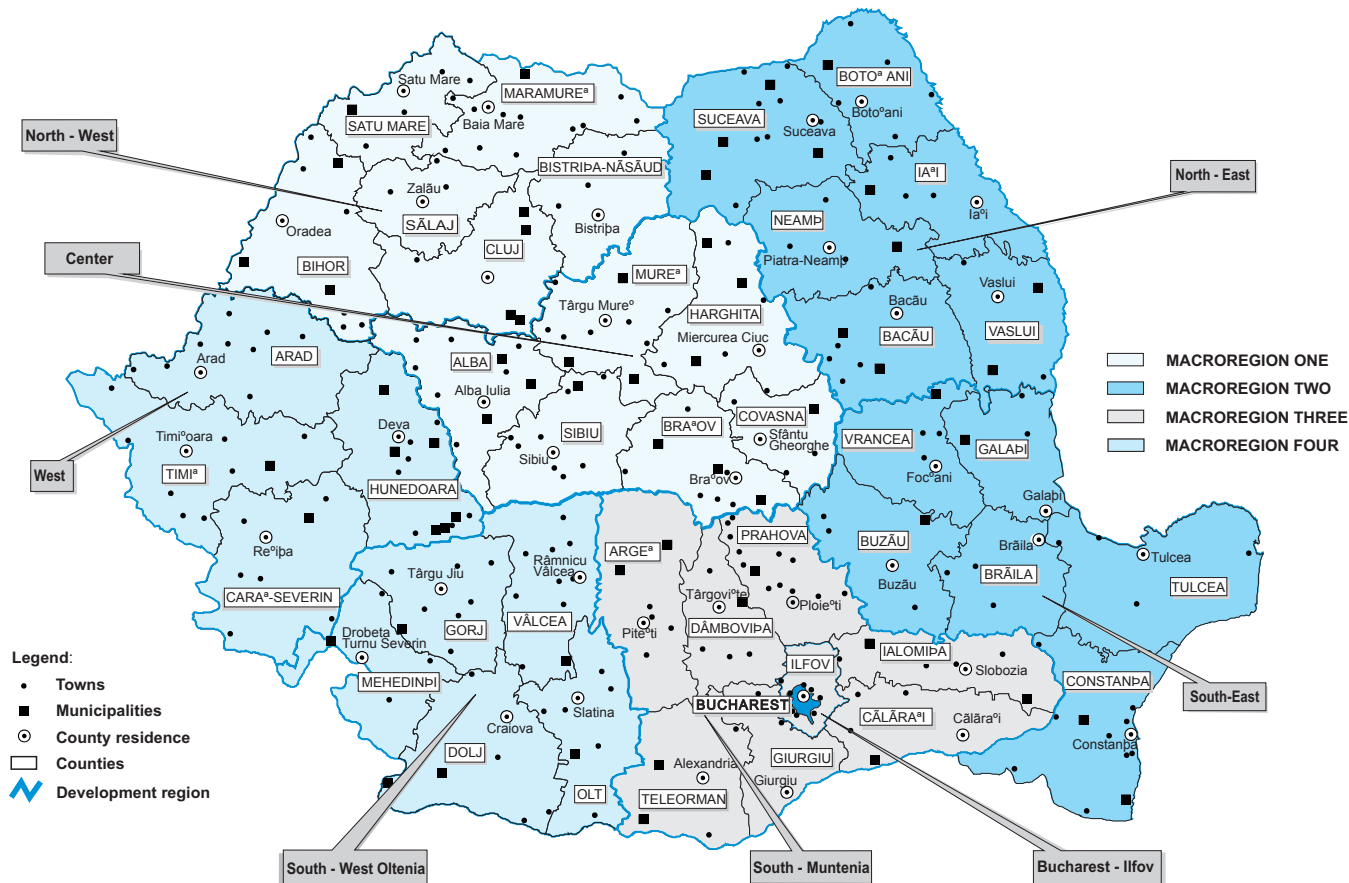 North - West
Center
West
North - East
South-East
South - West Oltenia
South - Muntenia
Bucharest - Ilfov
Satu Mare
SATU MARE
MARAMUREª
Baia Mare
BISTRIÞA-NÃSÃUD
Bistriþa
Zalãu
SÃLAJ
CLUJ
Oradea
BIHOR
SUCEAVA
Suceava
BOTOª ANI
Botoºani
IAªI
Iaºi
NEAMÞ
Piatra-Neamþ
Bacãu
BACÃU
Vaslui
VASLUI
MUREª
Târgu Mureº
HARGHITA
Miercurea Ciuc
ALBA
Alba Iulia
SIBIU
Sibiu
BRAªOV
Braºov
COVASNA
Sfântu
Gheorghe
ARAD
Arad
Timiºoara
TIMIª
Deva
HUNEDOARA
Reºiþa
CARAª-SEVERIN
VRANCEA
Focºani
GALAÞI
Galaþi
BUZÃU
Buzãu
Brãila
BRÃILA
Tulcea
TULCEA
CONSTANÞA
Constanþa
Târgu Jiu
GORJ
Râmnicu
Vâlcea
VÂLCEA
Drobeta
Turnu Severin
MEHEDINÞI
Craiova
DOLJ
Slatina
OLT
ARGEª
Piteºti
PRAHOVA
Ploieºti
Târgoviºte
DÂMBOVIÞA
ILFOV
BUCHAREST
IALOMIÞA
Slobozia
CÃLÃRAªI
Cãlãraºi
GIURGIU
Giurgiu
Alexandria
TELEORMAN
MACROREGION ONE
MACROREGION TWO
MACROREGION THREE
MACROREGION FOUR
Legend:
Towns
Municipalities
County residence
Counties
Development region